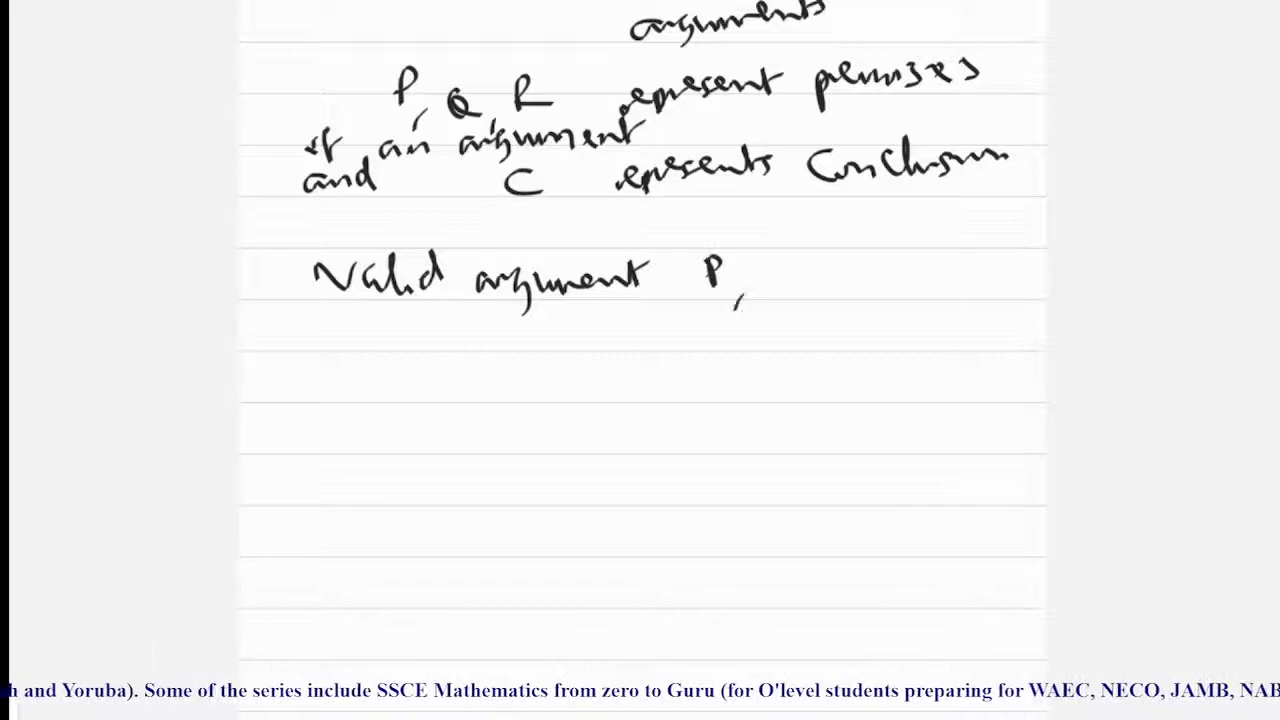 arguments
P, Q, R represent premises
of an argument
and C represents Conclusion
Valid argument P,
h and Yoruba). Some of the series include SSCE Mathematics from zero to Guru (for O'level students preparing for WAEC, NECO, JAMB, NAB